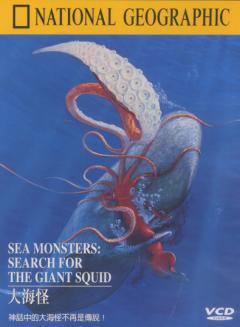 NATIONAL GEOGRAPHIC
SEA MONSTERS:
SEARCH FOR
THE GIANT SQUID
大海怪
神話中的大海怪不再是傳說！
VCD